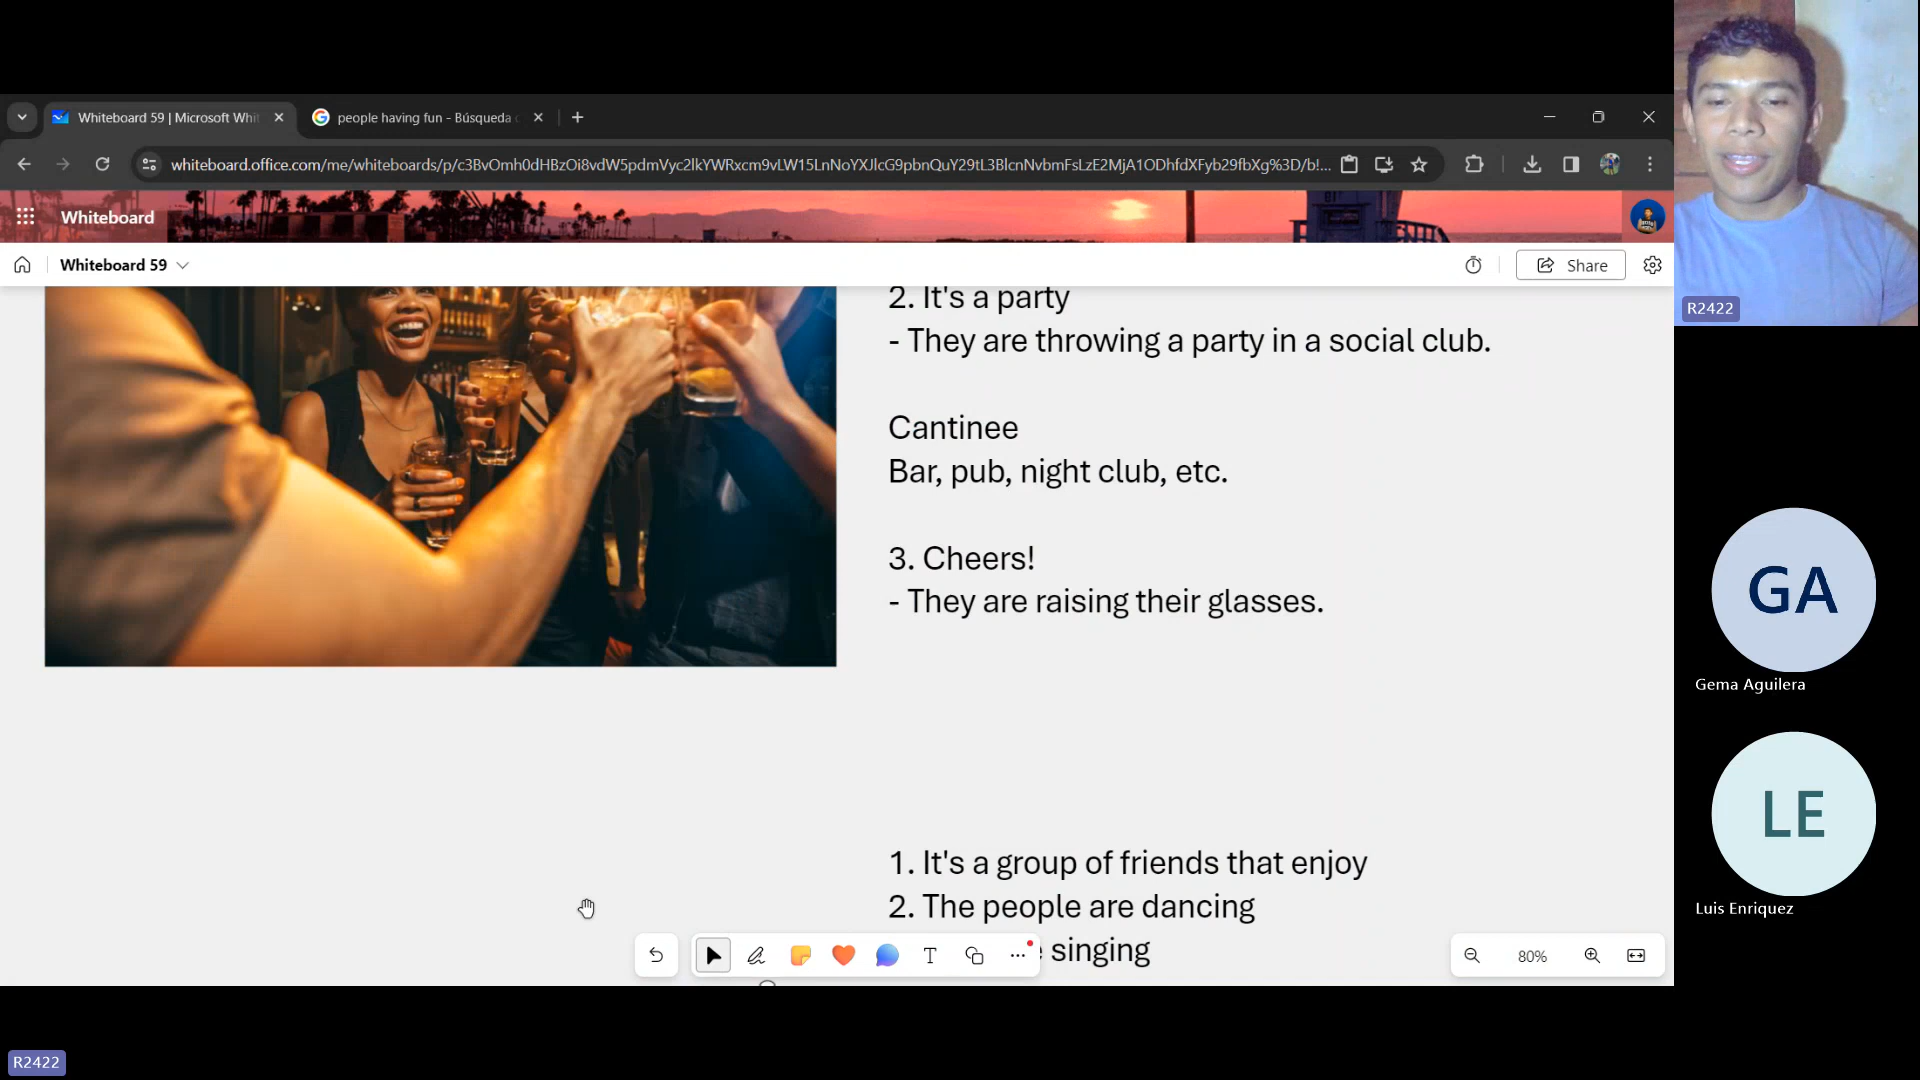 Whiteboard 59 | Microsoft Whi
people having fun - Búsqueda
whiteboard.office.com/me/whiteboards/p/c3BvOmh0dHBzOi8vdW5pdmVyc2lkYWRxcm9vLW15LnNoYXJlcG9pbnQuY29tL3BlcnNvbmFsLzE2MjA1ODhfdXFyb29fbXg%3D/b!...
Whiteboard
Whiteboard 59
Share
2. It's a party
- They are throwing a party in a social club.
Cantinee
Bar, pub, night club, etc.
3. Cheers!
- They are raising their glasses.
1. It's a group of friends that enjoy
2. The people are dancing
singing
80%
R2422
GA
Gema Aguilera
LE
Luis Enriquez
R2422